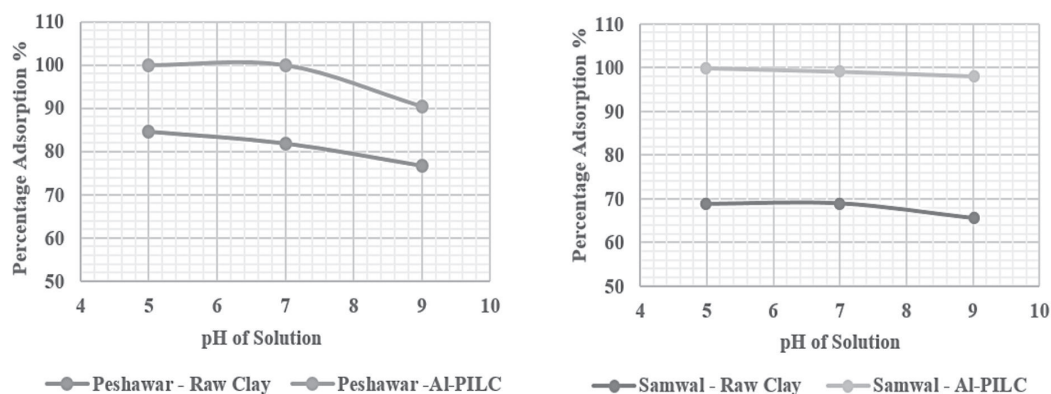 110
100
90
80
70
60
50
Percentage Adsorption %
4 5 6 7 8 9 10
pH of Solution
Peshawar - Raw Clay Peshawar -Al-PILC
110
100
90
80
70
60
50
Percentage Adsorption %
4 5 6 7 8 9 10
pH of Solution
Samwal - Raw Clay Samwal - Al-PILC